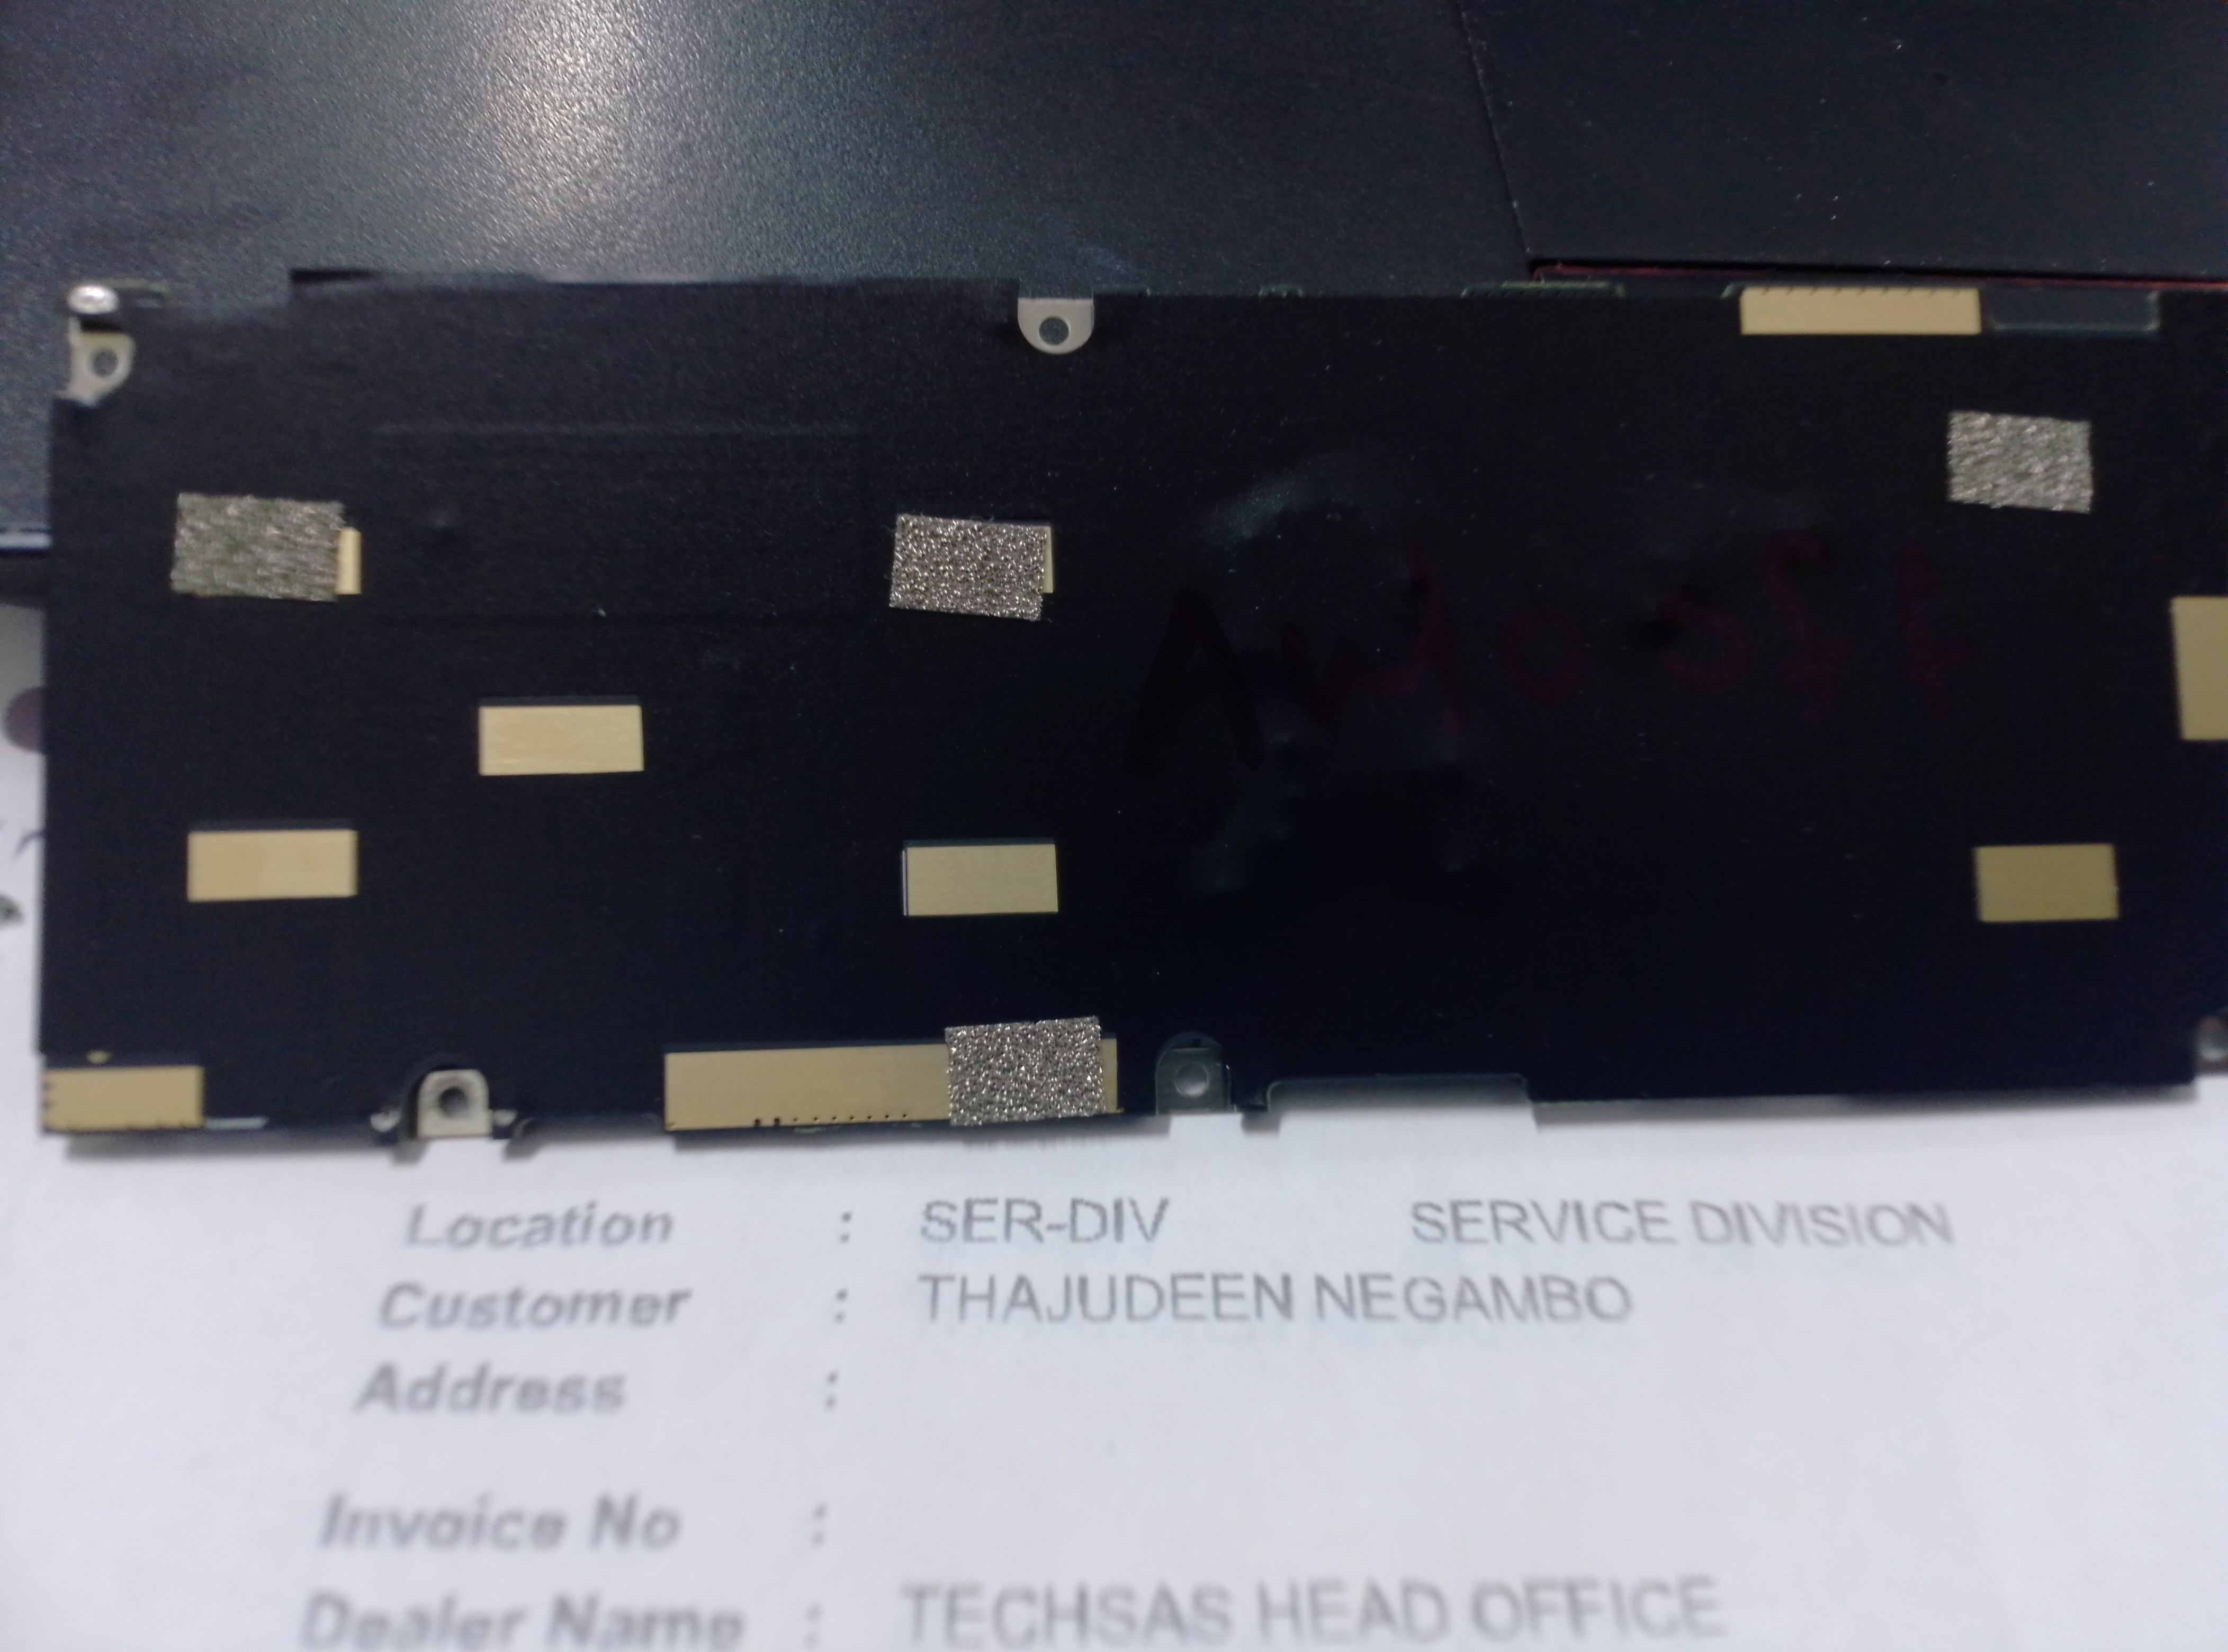 Location : SER-DIV SERVICE DIVISION
Customer : THAJUDEEN NEGAMBO
Address :
Invoice No :
Dealer Name : TECHSAS HEAD OFFICE